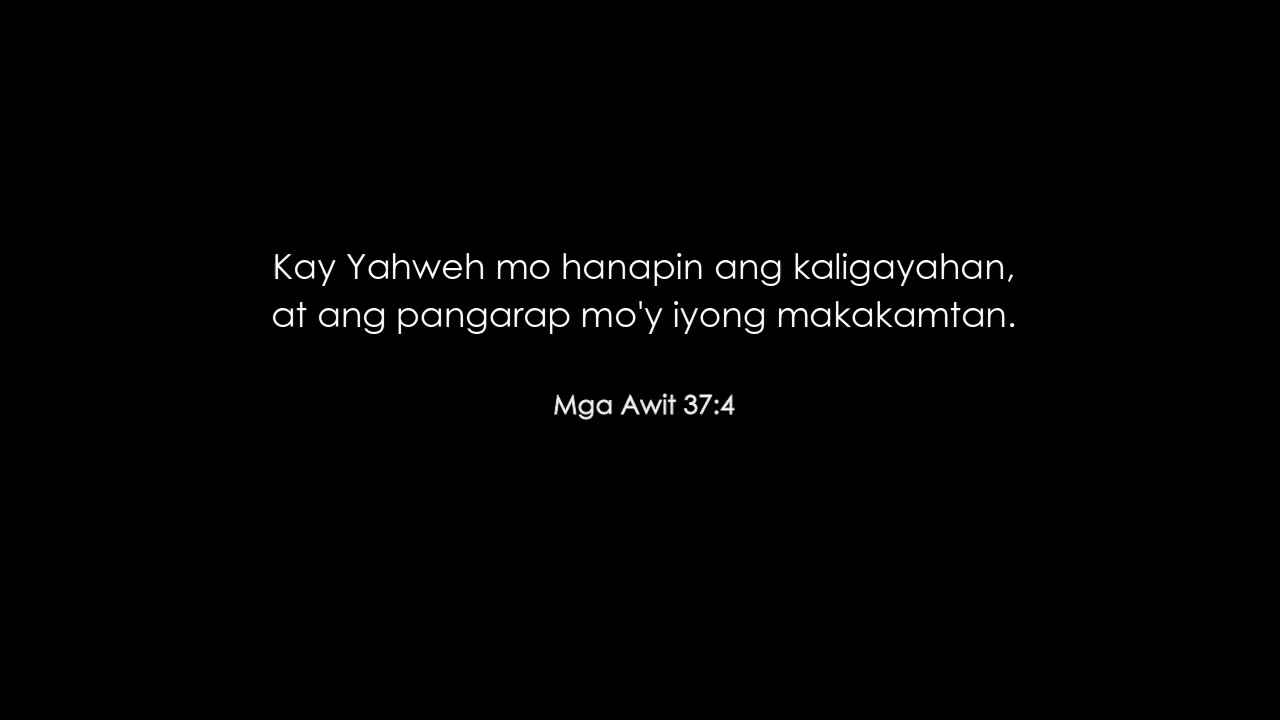 Kay Yahweh mo hanapin ang kaligayahan,
at ang pangarap mo'y iyong makakamtan.
Mga Awit 37:4